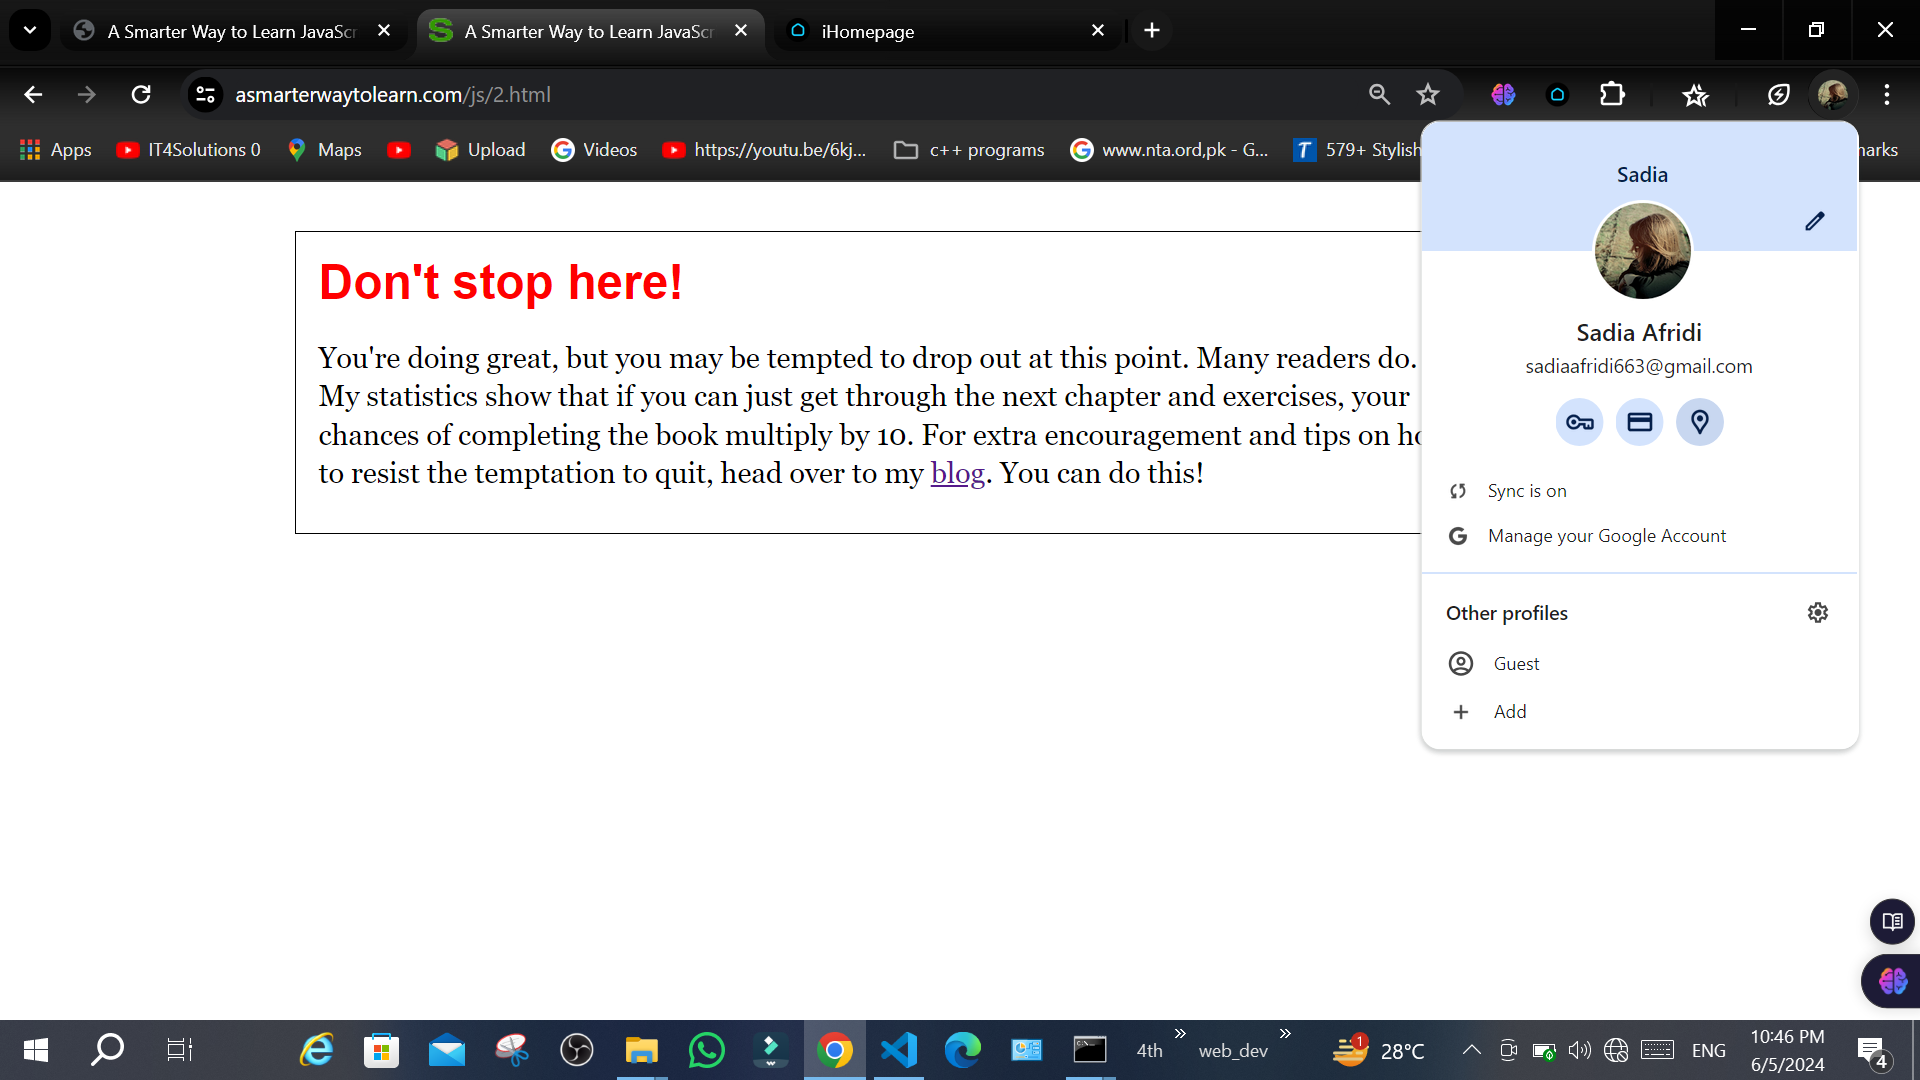 A Smarter Way to Learn JavaScr
A Smarter Way to Learn JavaScr
iHomepage
asmarterwaytolearn.com/js/2.html
Apps
IT4Solutions 0
Maps
Upload
Videos
https://youtu.be/6kj...
c++ programs
www.nta.ord,pk - G...
579+ Stylish
Don't stop here!
You're doing great, but you may be tempted to drop out at this point. Many readers do.
My statistics show that if you can just get through the next chapter and exercises, your
chances of completing the book multiply by 10. For extra encouragement and tips on ho
to resist the temptation to quit, head over to my blog. You can do this!
Sadia
Sadia Afridi
sadiaafridi663@gmail.com
Sync is on
Manage your Google Account
Other profiles
Guest
Add
4th
web_dev
1
28°C
ENG
10:46 PM
6/5/2024
4